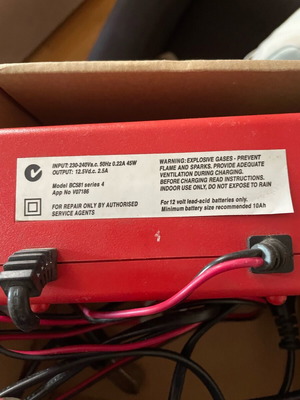 INPUT: 230-240Va.c. 50Hz 0.22A 45W
OUTPUT: 12.5Vd.c. 2.5A
Model BC581 series 4
App No V07186
FOR REPAIR ONLY BY AUTHORISED
SERVICE AGENTS
WARNING: EXPLOSIVE GASES - PREVENT
FLAME AND SPARKS, PROVIDE ADEQUATE
VENTILATION DURING CHARGING.
BEFORE CHARGING READ INSTRUCTIONS.
INDOOR USE ONLY, DO NOT EXPOSE TO RAIN
For 12 volt lead-acid batteries only.
Minimum battery size recommended 10Ah